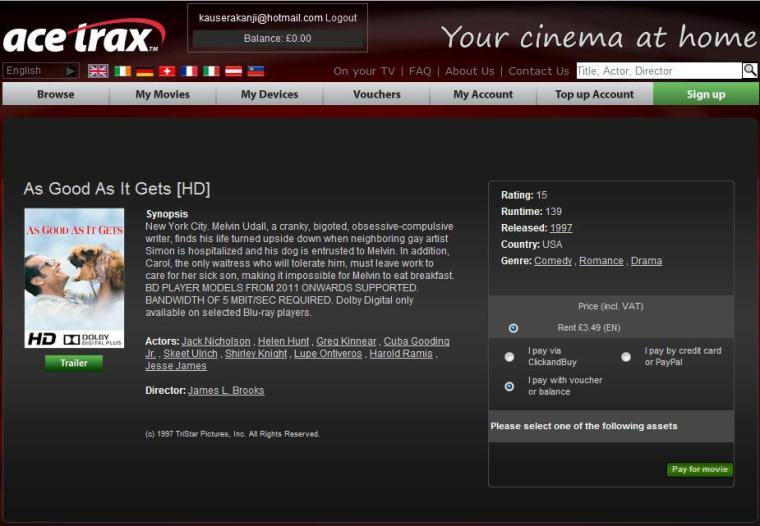 kauserakanji@hotmail.com Logout
Balance: £0.00
ace trax™
Your cinema at home
English
On your TV | FAQ | About Us | Contact Us
Title, Actor, Director
Browse My Movies My Devices Vouchers My Account Top up Account Sign up
As Good As It Gets [HD]
AS GOOD AS IT GETS
HD DOLBY
DIGITAL PLUS
Trailer
Synopsis
New York City. Melvin Udall, a cranky, bigoted, obsessive-compulsive
writer, finds his life turned upside down when neighboring gay artist
Simon is hospitalized and his dog is entrusted to Melvin. In addition,
Carol, the only waitress who will tolerate him, must leave work to
care for her sick son, making it impossible for Melvin to eat breakfast.
BD PLAYER MODELS FROM 2011 ONWARDS SUPPORTED.
BANDWIDTH OF 5 MBIT/SEC REQUIRED. Dolby Digital only
available on selected Blu-ray players.
Actors: Jack Nicholson , Helen Hunt , Greg Kinnear , Cuba Gooding
Jr. , Skeet Ulrich , Shirley Knight , Lupe Ontiveros , Harold Ramis ,
Jesse James
Director: James L. Brooks
(c) 1997 TriStar Pictures, Inc. All Rights Reserved.
Rating: 15
Runtime: 139
Released: 1997
Country: USA
Genre: Comedy , Romance , Drama
Price (incl. VAT)
Rent £3.49 (EN)
I pay via
ClickandBuy
I pay by credit card
or PayPal
I pay with voucher
or balance
Please select one of the following assets
Pay for movie